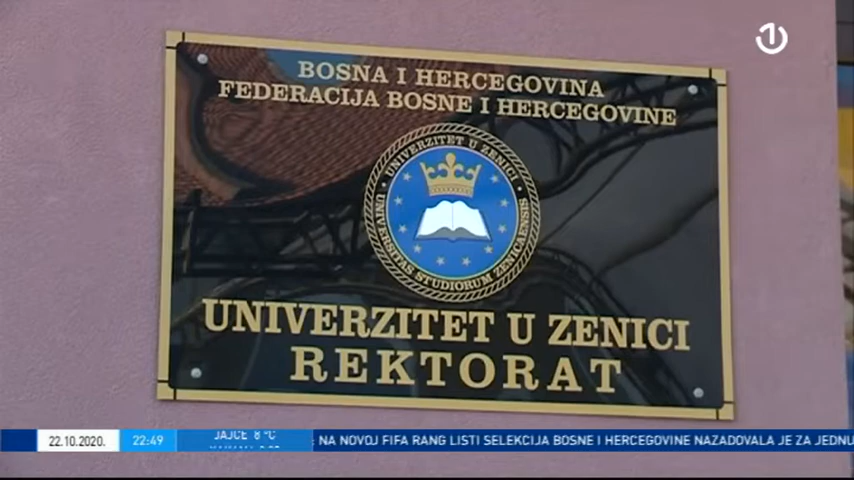 BOSNA I HERCEGOVINA
FEDERACIJA BOSNE I HERCEGOVINE
UNIVERZITET U ZENICI
UNIVERSITAS STUDIORUM ZENICAENSIS
UNIVERZITET U ZENICI
REKTORAT
1
22.10.2020. 22:49 JAJCE 8 °C : NA NOVOJ FIFA RANG LISTI SELEKCIJA BOSNE I HERCEGOVINE NAZADOVALA JE ZA JEDNU